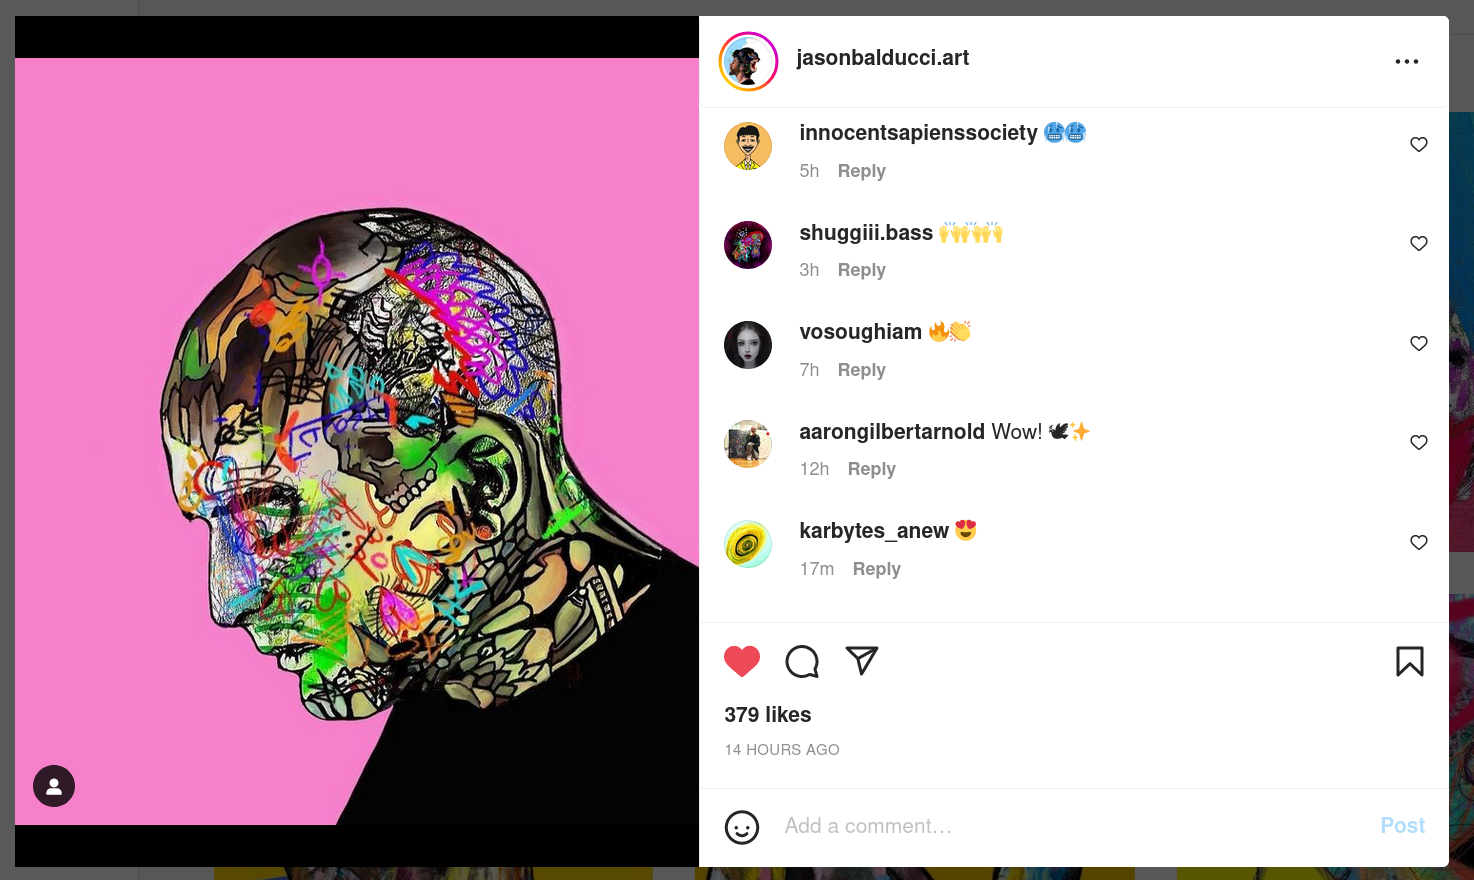 jasonbalducci.art
innocentsapienssociety 🥶🥶
5h Reply
shuggiii.bass 🙌🙌🙌
3h Reply
vosoughiam 🔥👏
7h Reply
aarongilbertarnold Wow! 🕊✨
12h Reply
karbytes_anew 😍
17m Reply
379 likes
14 HOURS AGO
Add a comment…
Post